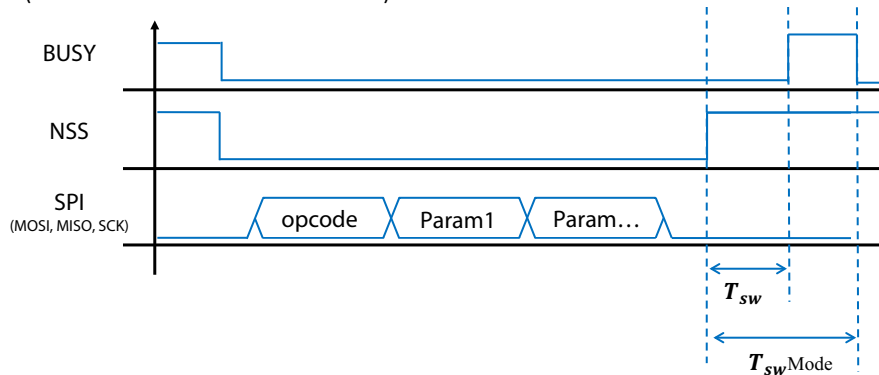 BUSY
NSS
SPI
(MOSI, MISO, SCK)
opcode
Param1
Param…
T_sw
T_swMode